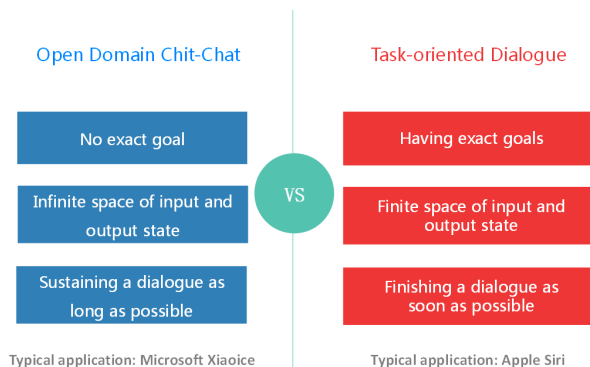 Open Domain Chit-Chat
No exact goal
Infinite space of input and
output state
Sustaining a dialogue as
long as possible
Typical application: Microsoft Xiaoice
VS
Task-oriented Dialogue
Having exact goals
Finite space of input and
output state
Finishing a dialogue as
soon as possible
Typical application: Apple Siri